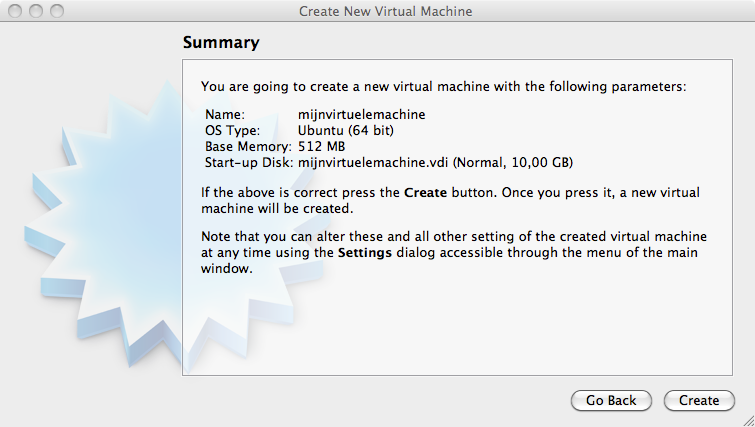 Create New Virtual Machine
Summary
You are going to create a new virtual machine with the following parameters:
Name: mijnvirtuelemachine
OS Type: Ubuntu (64 bit)
Base Memory: 512 MB
Start-up Disk: mijnvirtuelemachine.vdi (Normal, 10,00 GB)
If the above is correct press the Create button. Once you press it, a new virtual
machine will be created.
Note that you can alter these and all other setting of the created virtual machine
at any time using the Settings dialog accessible through the menu of the main
window.
Go Back Create